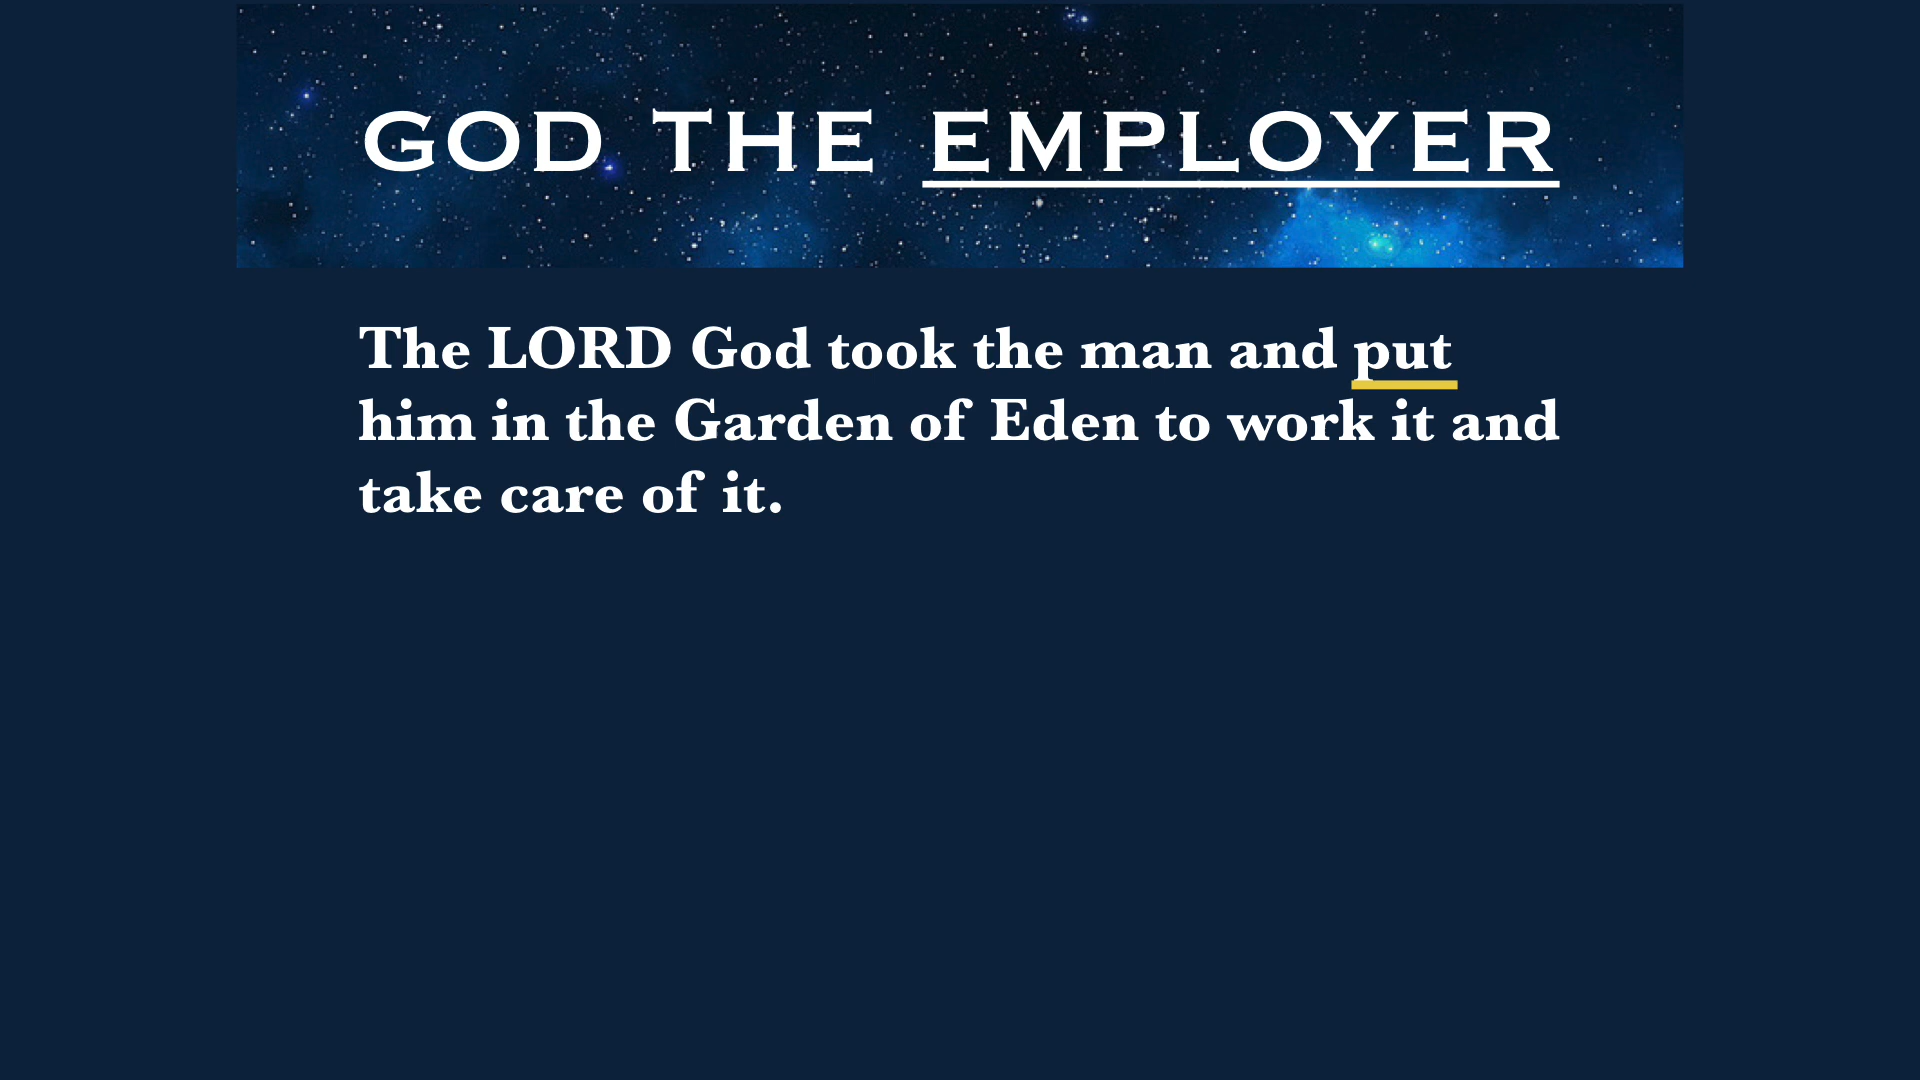 GOD THE EMPLOYER
The LORD God took the man and put
him in the Garden of Eden to work it and
take care of it.